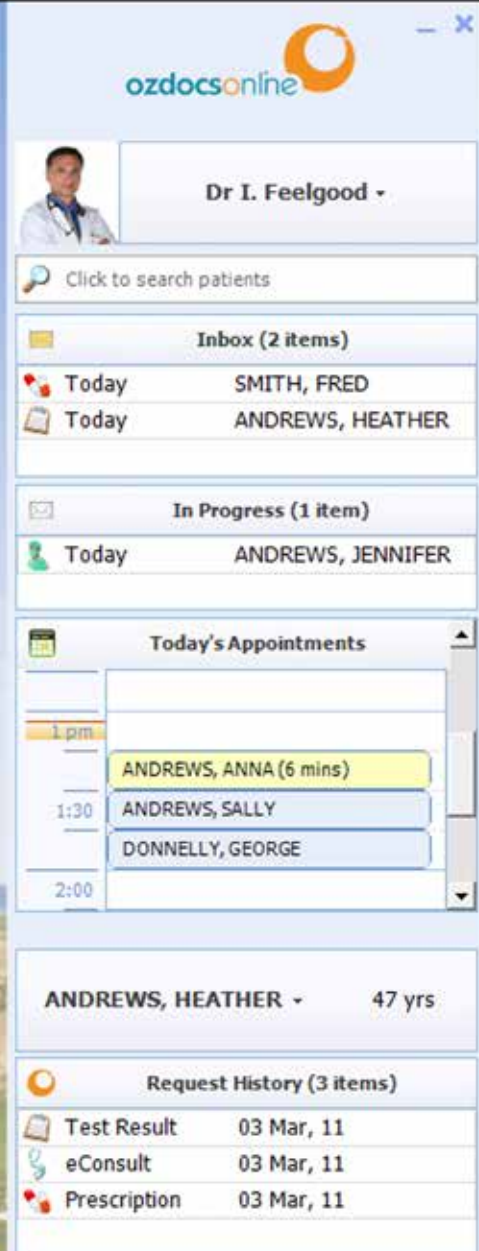 ozdocsonline
Dr I. Feelgood
Click to search patients
Inbox (2 items)
Today SMITH, FRED
Today ANDREWS, HEATHER
In Progress (1 item)
Today ANDREWS, JENNIFER
Today's Appointments
1 pm
ANDREWS, ANNA (6 mins)
1:30 ANDREWS, SALLY
DONNELLY, GEORGE
2:00
ANDREWS, HEATHER 47 yrs
Request History (3 items)
Test Result 03 Mar, 11
eConsult 03 Mar, 11
Prescription 03 Mar, 11